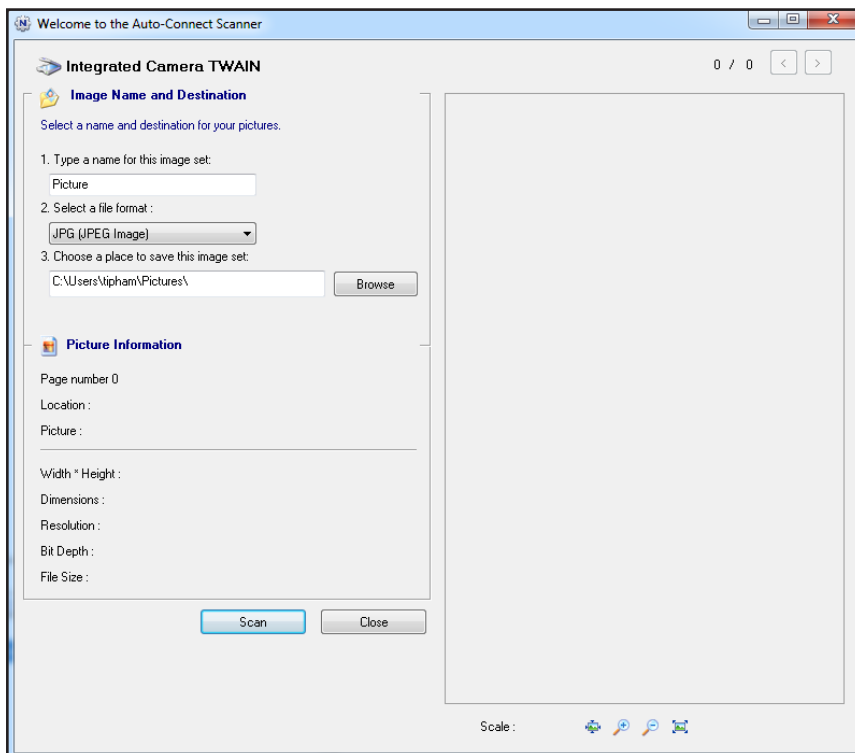 Welcome to the Auto-Connect Scanner
Integrated Camera TWAIN
0 / 0
Image Name and Destination
Select a name and destination for your pictures.
1. Type a name for this image set:
Picture
2. Select a file format :
JPG (JPEG Image)
3. Choose a place to save this image set:
C:\Users\tipham\Pictures\
Browse
Picture Information
Page number 0
Location :
Picture :
Width * Height :
Dimensions :
Resolution :
Bit Depth :
File Size :
Scan
Close
Scale :